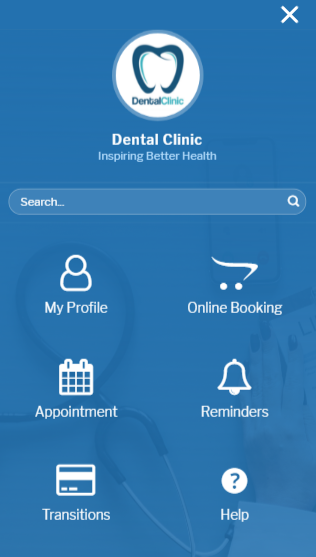 DentalClinic
Dental Clinic
Inspiring Better Health
Search...
My Profile
Online Booking
Appointment
Reminders
Transitions
Help